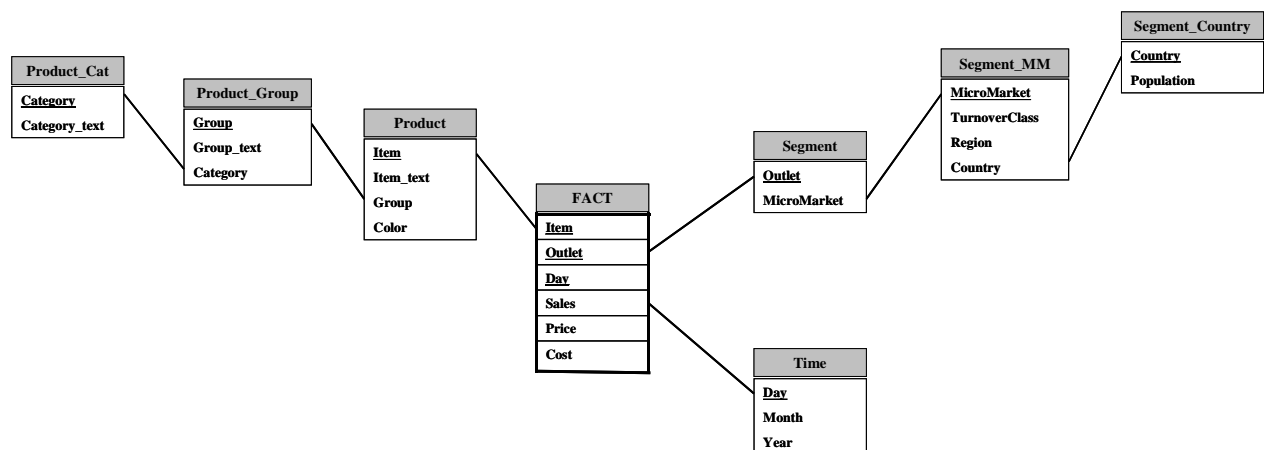 Product_Cat
Category
Category_text
Product_Group
Group
Group_text
Category
Product
Item
Item_text
Group
Color
FACT
Item
Outlet
Day
Sales
Price
Cost
Segment
Outlet
MicroMarket
Segment_MM
MicroMarket
TurnoverClass
Region
Country
Segment_Country
Country
Population
Time
Day
Month
Year